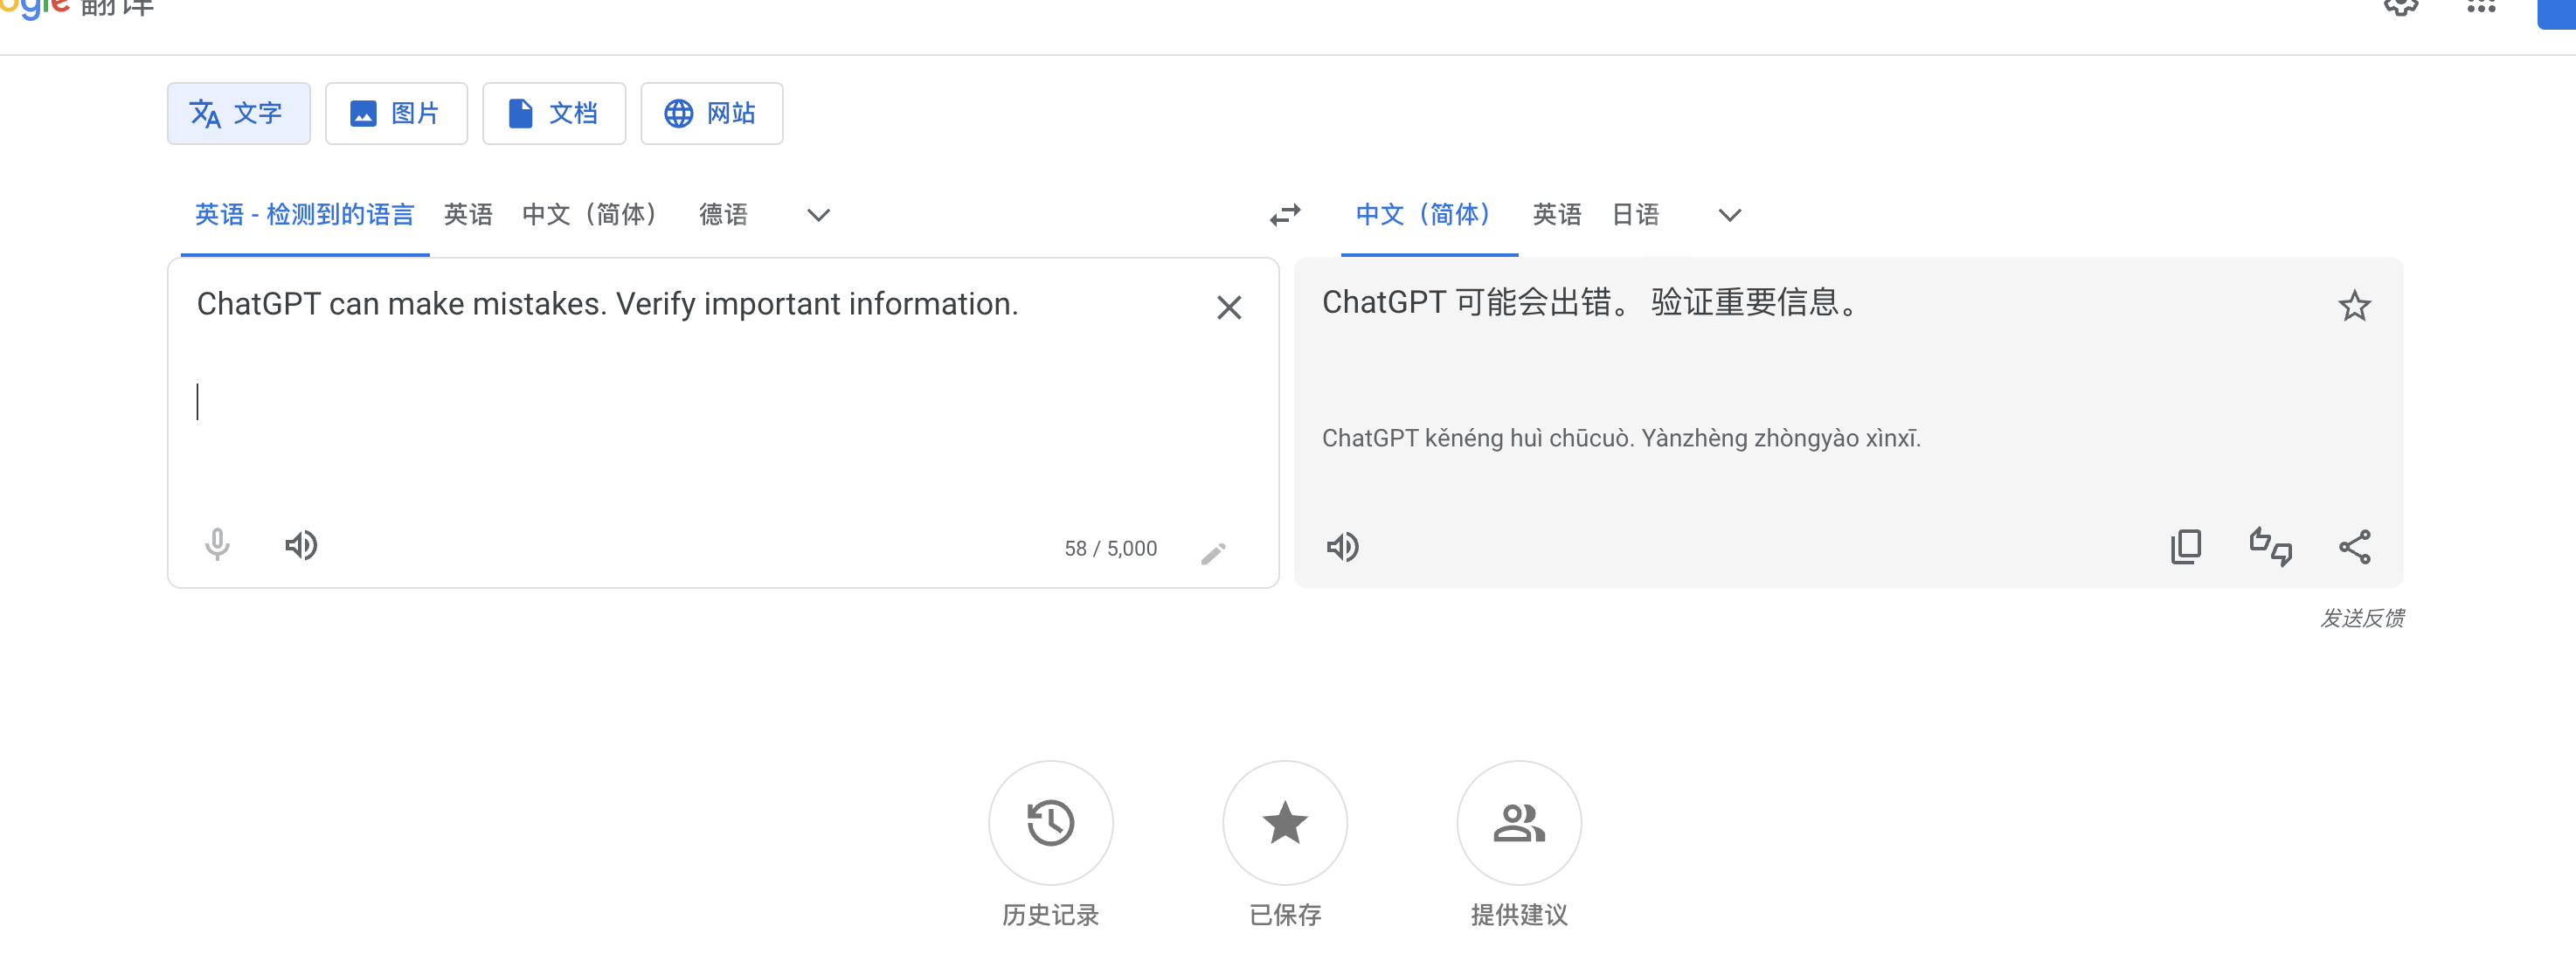 ogle 翻译
文字 图片 文档 网站
英语 - 检测到的语言 英语 中文（简体） 德语 中文（简体） 英语 日语
ChatGPT can make mistakes. Verify important information.
ChatGPT 可能会出错。 验证重要信息。
ChatGPT kěnéng huì chūcuò. Yànzhèng zhòngyào xìnxī.
58 / 5,000
发送反馈
历史记录 已保存 提供建议